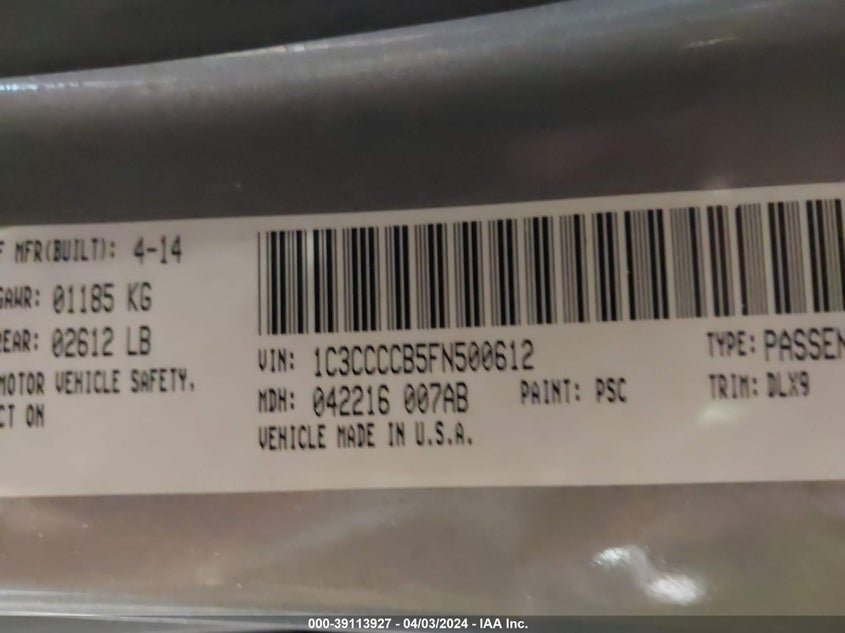 F MFR(BUILT): 4-14
GAWR: 01185 KG
REAR: 02612 LB
MOTOR VEHICLE SAFETY,
CT ON
VIN: 1C3CCCCB5FN500612
TYPE: PASSEN
MDH: 042216 007AB
PAINT: PSC
TRIM: DLX9
VEHICLE MADE IN U.S.A.
000-39113927 - 04/03/2024 - IAA Inc.